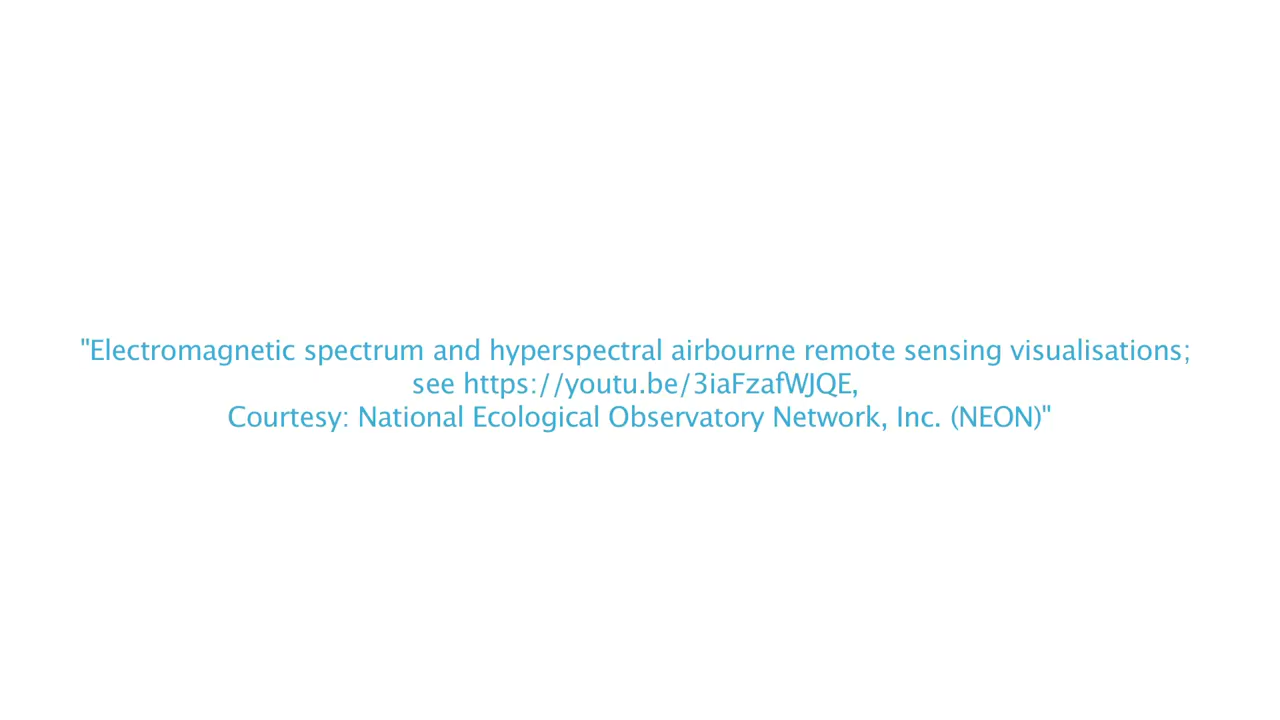 "Electromagnetic spectrum and hyperspectral airbourne remote sensing visualisations;
see https://youtu.be/3iaFzafWJQE,
Courtesy: National Ecological Observatory Network, Inc. (NEON)"